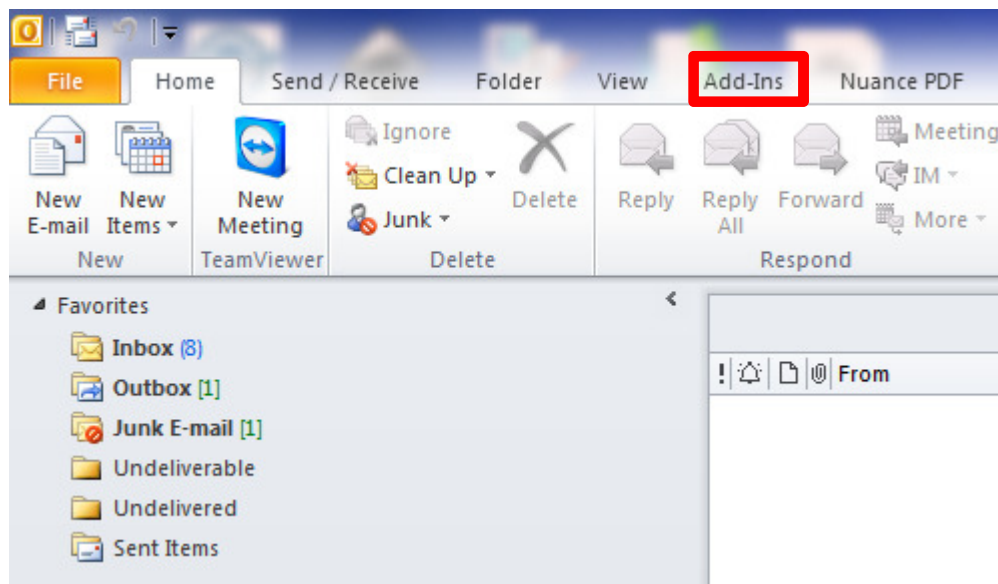 File Home Send / Receive Folder View Add-Ins Nuance PDF
New E-mail
New Items
New Meeting
Ignore
Clean Up
Junk
Delete
Reply
Reply All
Forward
Meeting
IM
More
New TeamViewer Delete Respond
Favorites
Inbox (8)
Outbox [1]
Junk E-mail [1]
Undeliverable
Undelivered
Sent Items
! From